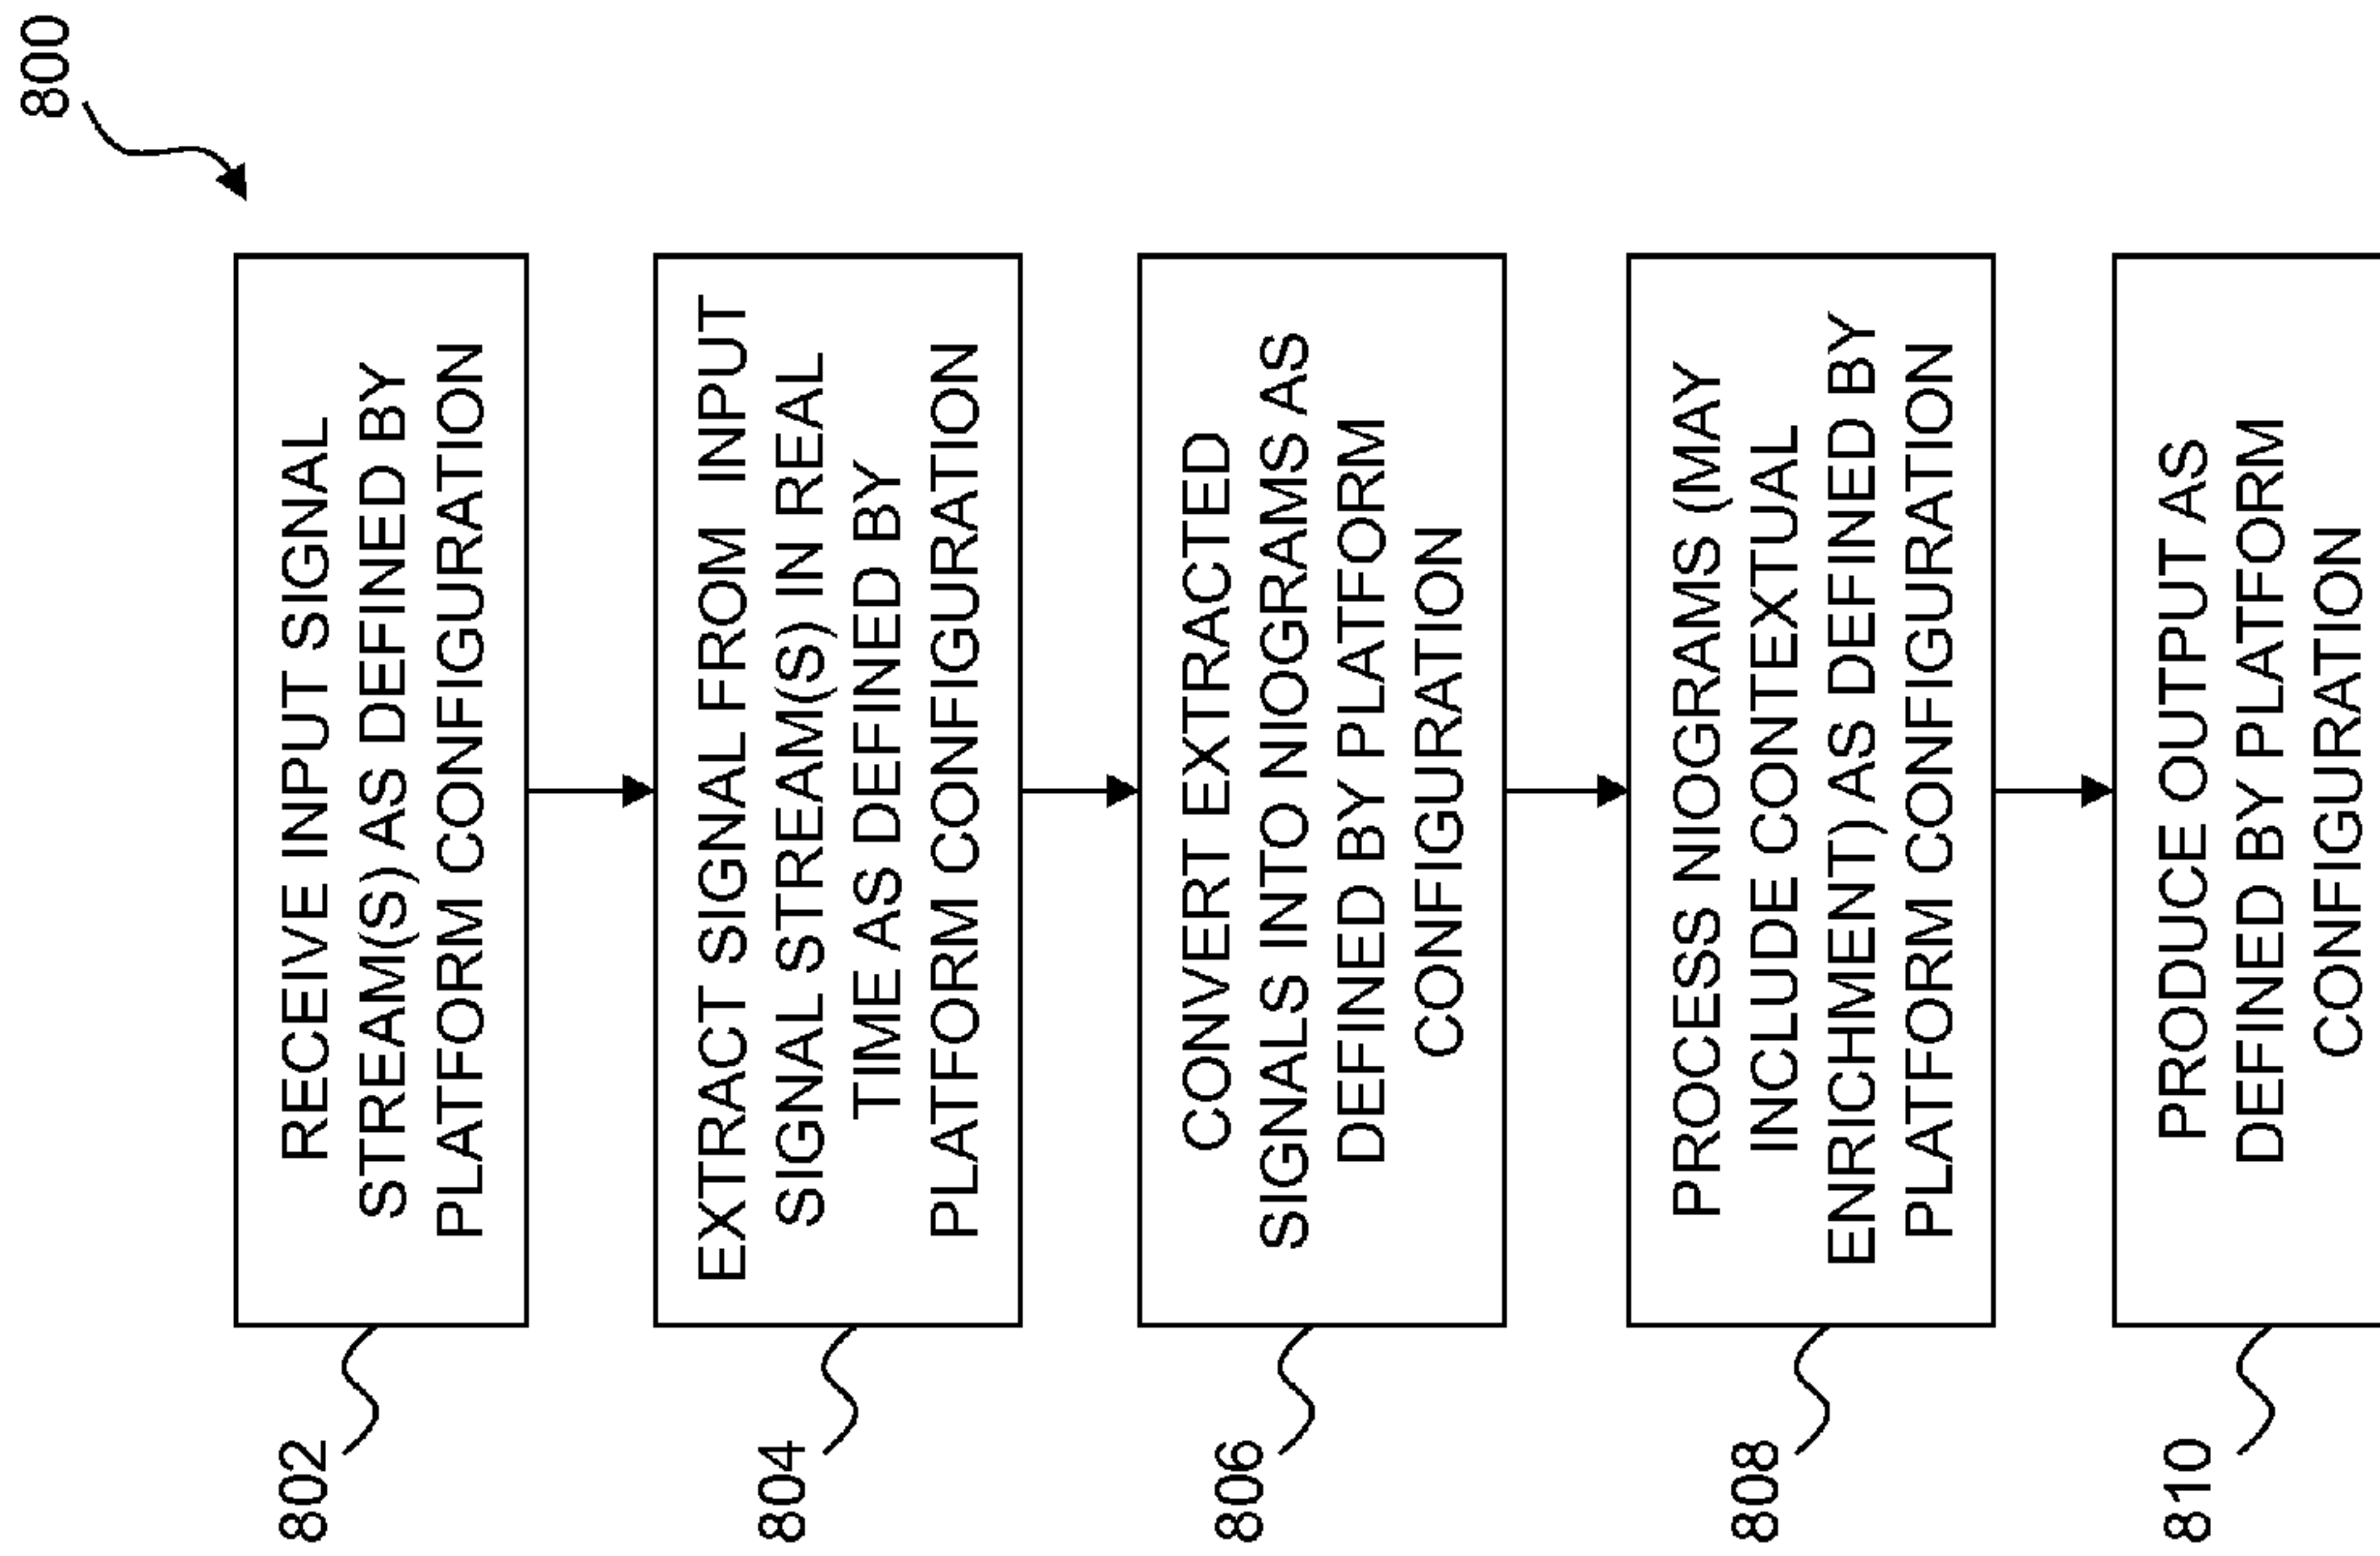 800
802
RECEIVE INPUT SIGNAL
STREAM(S) AS DEFINED BY
PLATFORM CONFIGURATION
804
EXTRACT SIGNAL FROM INPUT
SIGNAL STREAM(S) IN REAL
TIME AS DEFINED BY
PLATFORM CONFIGURATION
806
CONVERT EXTRACTED
SIGNALS INTO NIOGRAMS AS
DEFINED BY PLATFORM
CONFIGURATION
808
PROCESS NIOGRAMS (MAY
INCLUDE CONTEXTUAL
ENRICHMENT) AS DEFINED BY
PLATFORM CONFIGURATION
810
PRODUCE OUTPUT AS
DEFINED BY PLATFORM
CONFIGURATION